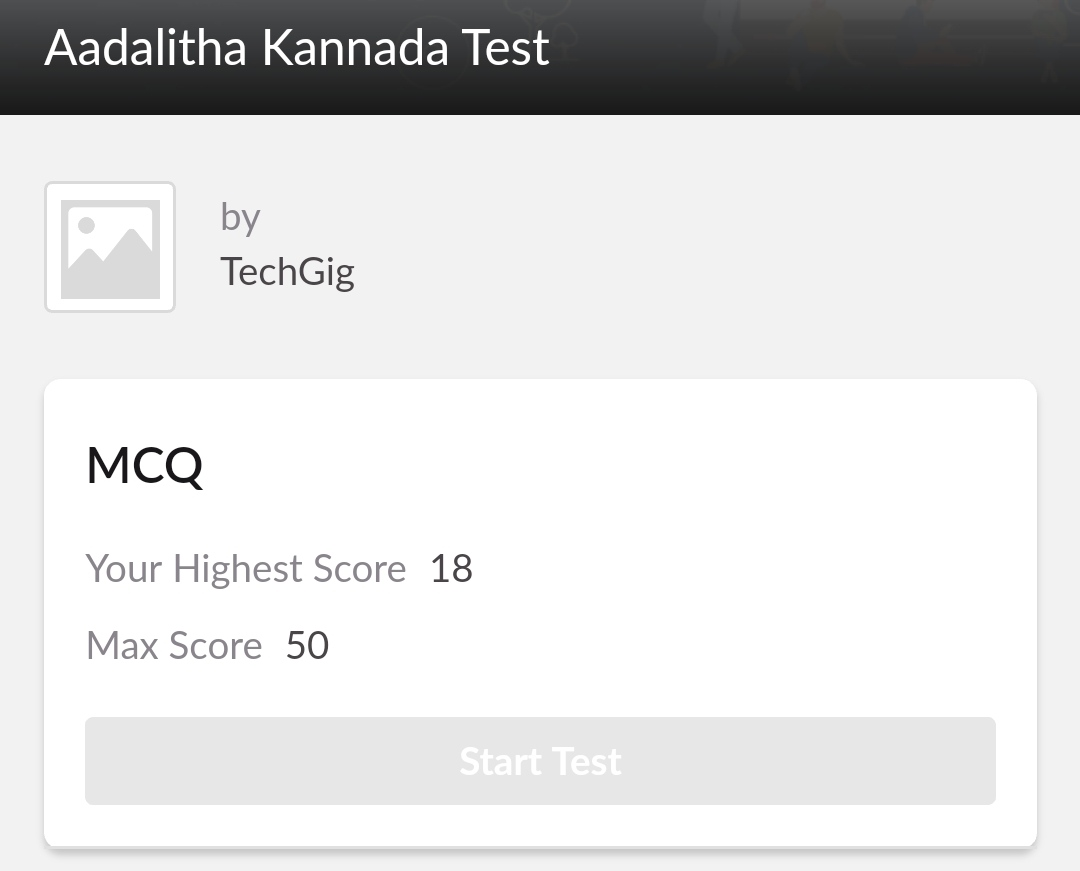 Aadalitha Kannada Test
by
TechGig
MCQ
Your Highest Score 18
Max Score 50
Start Test